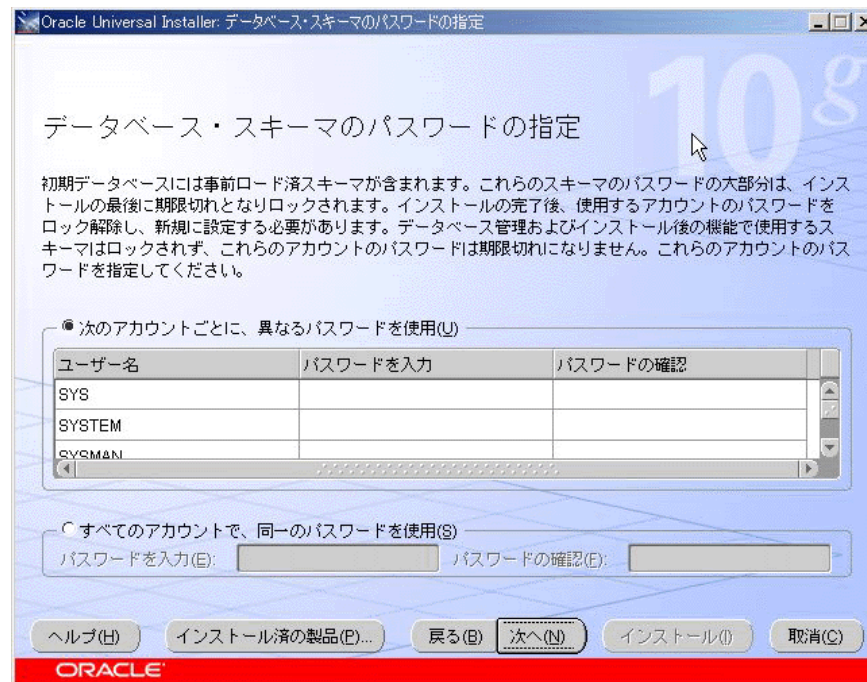 Oracle Universal Installer: データベース・スキーマのパスワードの指定
10g
データベース・スキーマのパスワードの指定
初期データベースには事前ロード済スキーマが含まれます。これらのスキーマのパスワードの大部分は、インス
トールの最後に期限切れとなりロックされます。インストールの完了後、使用するアカウントのパスワードを
ロック解除し、新規に設定する必要があります。データベース管理およびインストール後の機能で使用するス
キーマはロックされず、これらのアカウントのパスワードは期限切れになりません。これらのアカウントのパス
ワードを指定してください。
次のアカウントごとに、異なるパスワードを使用(U)
ユーザー名 パスワードを入力 パスワードの確認
SYS
SYSTEM
SYSMAN
すべてのアカウントで、同一のパスワードを使用(S)
パスワードを入力(E): パスワードの確認(F):
ヘルプ(H) インストール済の製品(P)... 戻る(B) 次へ(N) インストール(I) 取消(C)
ORACLE